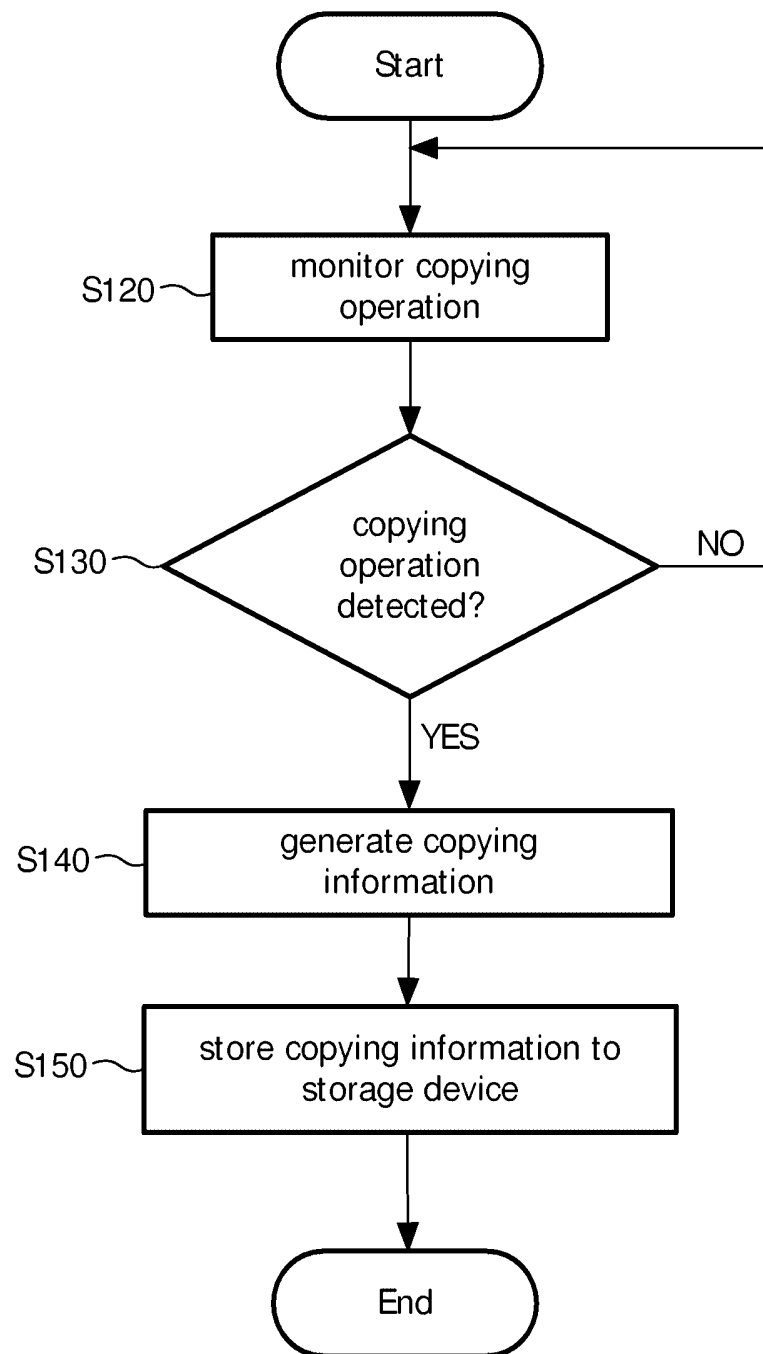 Start
monitor copying
operation
S120
copying
operation
detected?
S130
NO
YES
generate copying
information
S140
store copying information to
storage device
S150
End